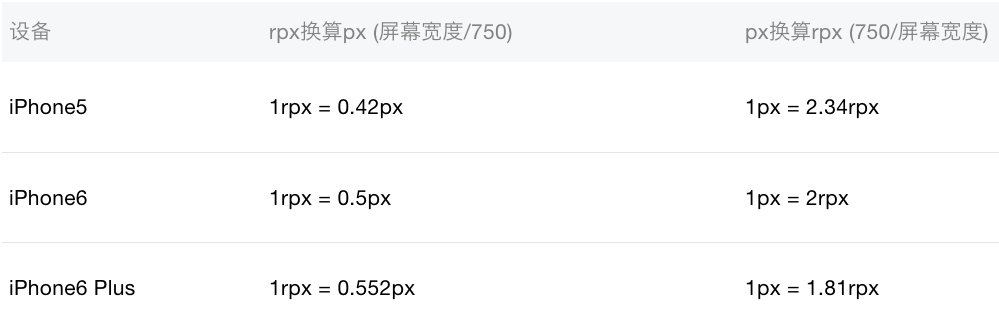 设备 rpx换算px (屏幕宽度/750) px换算rpx (750/屏幕宽度)
iPhone5 1rpx = 0.42px 1px = 2.34rpx
iPhone6 1rpx = 0.5px 1px = 2rpx
iPhone6 Plus 1rpx = 0.552px 1px = 1.81rpx